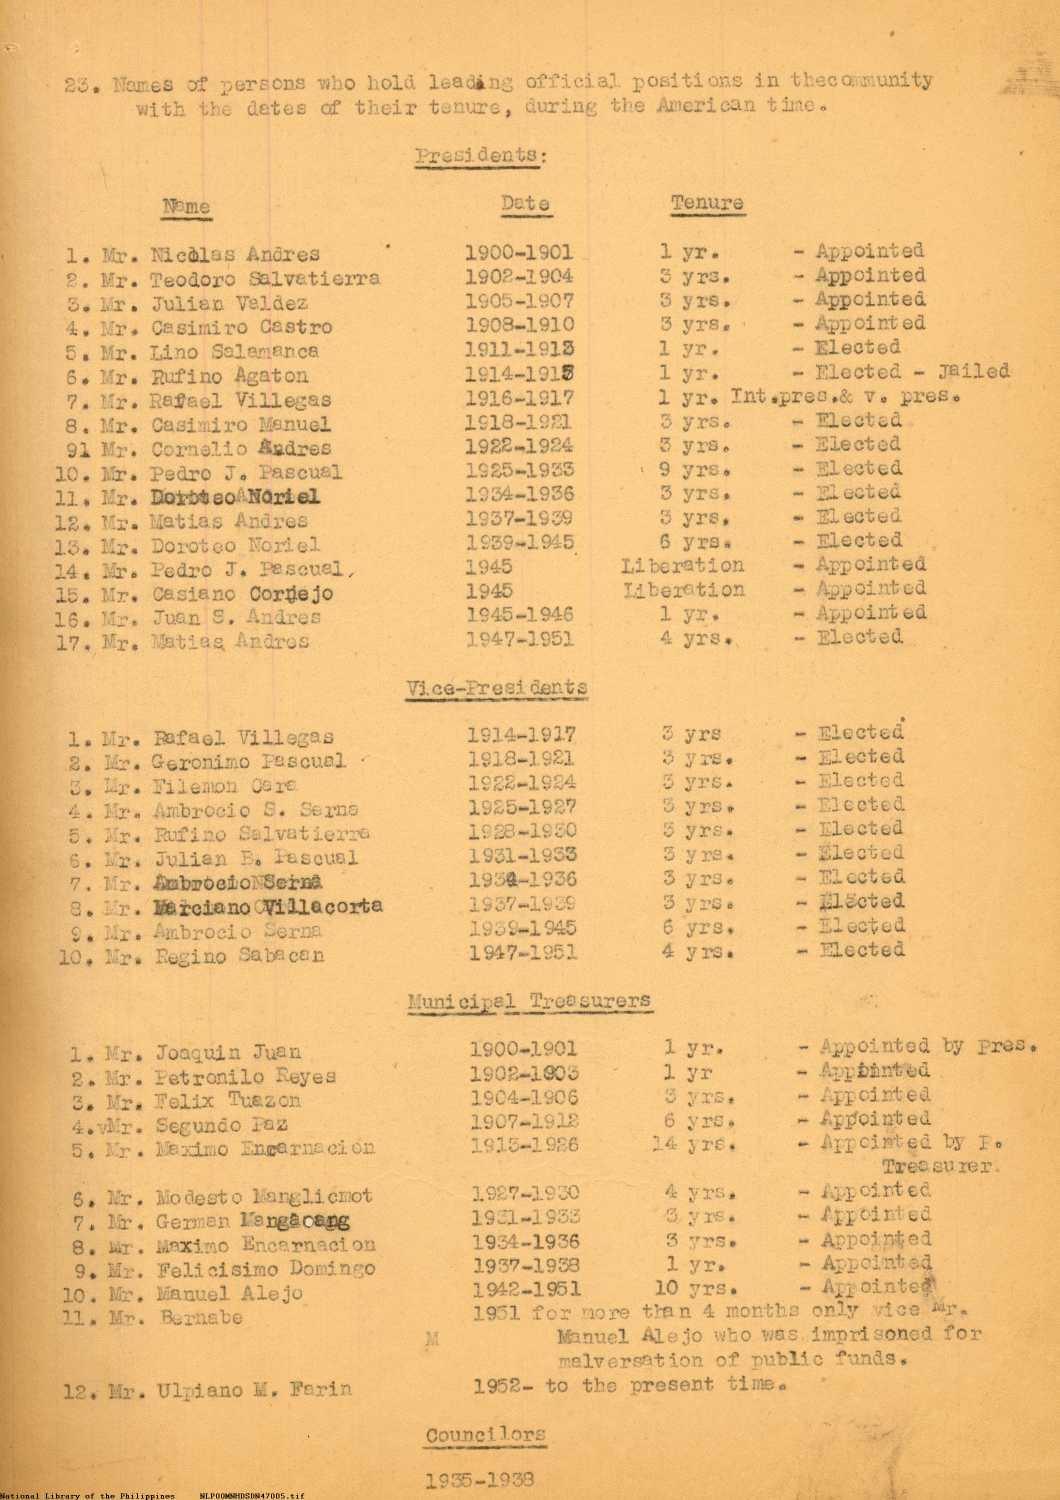 23. Names of persons who hold leading official positions in thecommunity
with the dates of their tenure, during the American time.
Presidents:
Name Date Tenure
1. Mr. Nicolas Andres 1900-1901 1 yr. - Appointed
2. Mr. Teodoro Salvatierra 1902-1904 3 yrs. - Appointed
3. Mr. Julian Valdez 1905-1907 3 yrs. - Appointed
4. Mr. Casimiro Castro 1908-1910 3 yrs. - Appointed
5. Mr. Lino Salamanca 1911-1913 1 yr. - Elected
6. Mr. Rufino Agaton 1914-1915 1 yr. - Elected - Jailed
7. Mr. Rafael Villegas 1916-1917 1 yr. Int.pres.& v. pres.
8. Mr. Casimiro Manuel 1918-1921 3 yrs. - Elected
91 Mr. Cornelio Andres 1922-1924 3 yrs. - Elected
10. Mr. Pedro J. Pascual 1925-1933 9 yrs. - Elected
11. Mr. Doroteo Noriel 1934-1936 3 yrs. - Elected
12. Mr. Matias Andres 1937-1939 3 yrs. - Elected
13. Mr. Doroteo Noriel 1939-1945 6 yrs. - Elected
14. Mr. Pedro J. Pascual, 1945 Liberation - Appointed
15. Mr. Casiano Cornejo 1945 Liberation - Appointed
16. Mr. Juan S. Andres 1945-1946 1 yr. - Appointed
17. Mr. Matias Andres 1947-1951 4 yrs. - Elected
Vice-Presidents
1. Mr. Rafael Villegas 1914-1917 3 yrs - Elected
2. Mr. Geronimo Pascual 1918-1921 3 yrs. - Elected
3. Mr. Filemon Cara 1922-1924 3 yrs. - Elected
4. Mr. Ambrocio S. Serna 1925-1927 3 yrs. - Elected
5. Mr. Rufino Salvatierra 1928-1930 3 yrs. - Elected
6. Mr. Julian B. Pascual 1931-1933 3 yrs. - Elected
7. Mr. Ambrocio Serna 1934-1936 3 yrs. - Elected
8. Mr. Marciano Villacorta 1937-1939 3 yrs. - Elected
9. Mr. Ambrocio Serna 1939-1945 6 yrs. - Elected
10. Mr. Regino Sabacan 1947-1951 4 yrs. - Elected
Municipal Treasurers
1. Mr. Joaquin Juan 1900-1901 1 yr. - Appointed by pres.
2. Mr. Petronilo Reyes 1902-1903 1 yr - Appointed
3. Mr. Felix Tuazon 1904-1906 3 yrs. - Appointed
4. Mr. Segundo Paz 1907-1912 6 yrs. - Appointed
5. Mr. Maximo Encarnacion 1913-1926 14 yrs. - Appointed by P.
Treasurer.
6. Mr. Modesto Manglicmot 1927-1930 4 yrs. - Appointed
7. Mr. German Mangacang 1931-1933 3 yrs. - Appointed
8. Mr. Maximo Encarnacion 1934-1936 3 yrs. - Appointed
9. Mr. Felicisimo Domingo 1937-1938 1 yr. - Appointed
10. Mr. Manuel Alejo 1942-1951 10 yrs. - Appointed
11. Mr. Bernabe 1951 for more than 4 months only vice Mr.
M Manuel Alejo who was imprisoned for
malversation of public funds.
12. Mr. Ulpiano M. Farin 1952- to the present time.
Councilors
1935-1938
National Library of the Philippines NLPOOMNHDSDN47005.tif